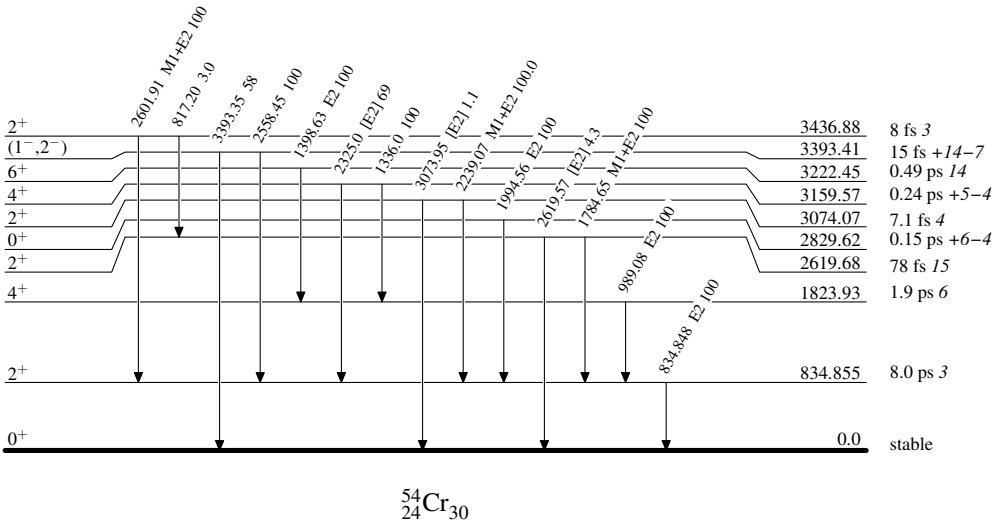 2601.91 M1+E2 100
817.20 3.0
3393.35 58
2558.45 100
1398.63 E2 100
2325.0 [E2] 69
1336.0 100
3073.95 [E2] 1.1
2239.07 M1+E2 100.0
1994.56 E2 100
2619.57 [E2] 4.3
1784.65 M1+E2 100
989.08 E2 100
834.848 E2 100
2⁺ 3436.88 8 fs 3
(1⁻,2⁻) 3393.41 15 fs +14−7
6⁺ 3222.45 0.49 ps 14
4⁺ 3159.57 0.24 ps +5−4
2⁺ 3074.07 7.1 fs 4
0⁺ 2829.62 0.15 ps +6−4
2⁺ 2619.68 78 fs 15
4⁺ 1823.93 1.9 ps 6
2⁺ 834.855 8.0 ps 3
0⁺ 0.0 stable
⁵⁴₂₄Cr₃₀